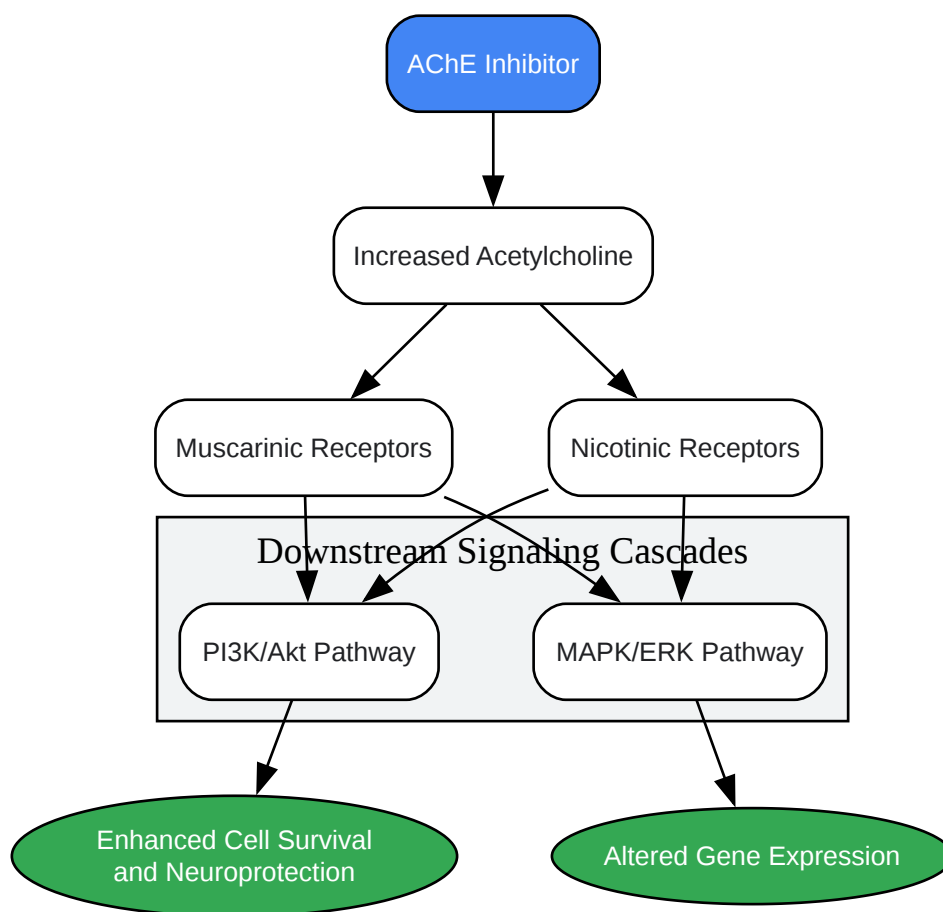 AChE Inhibitor
Increased Acetylcholine
Muscarinic Receptors
Nicotinic Receptors
Downstream Signaling Cascades
PI3K/Akt Pathway
MAPK/ERK Pathway
Enhanced Cell Survival
and Neuroprotection
Altered Gene Expression